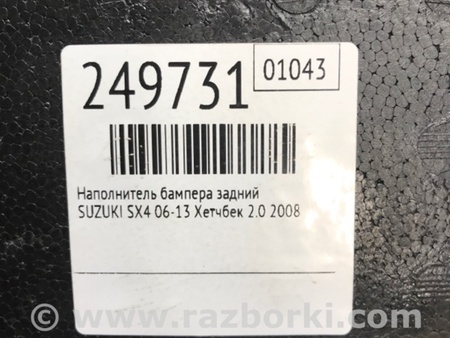 249731
01043
Наполнитель бампера задний
SUZUKI SX4 06-13 Хетчбек 2.0 2008
www.razborki.com